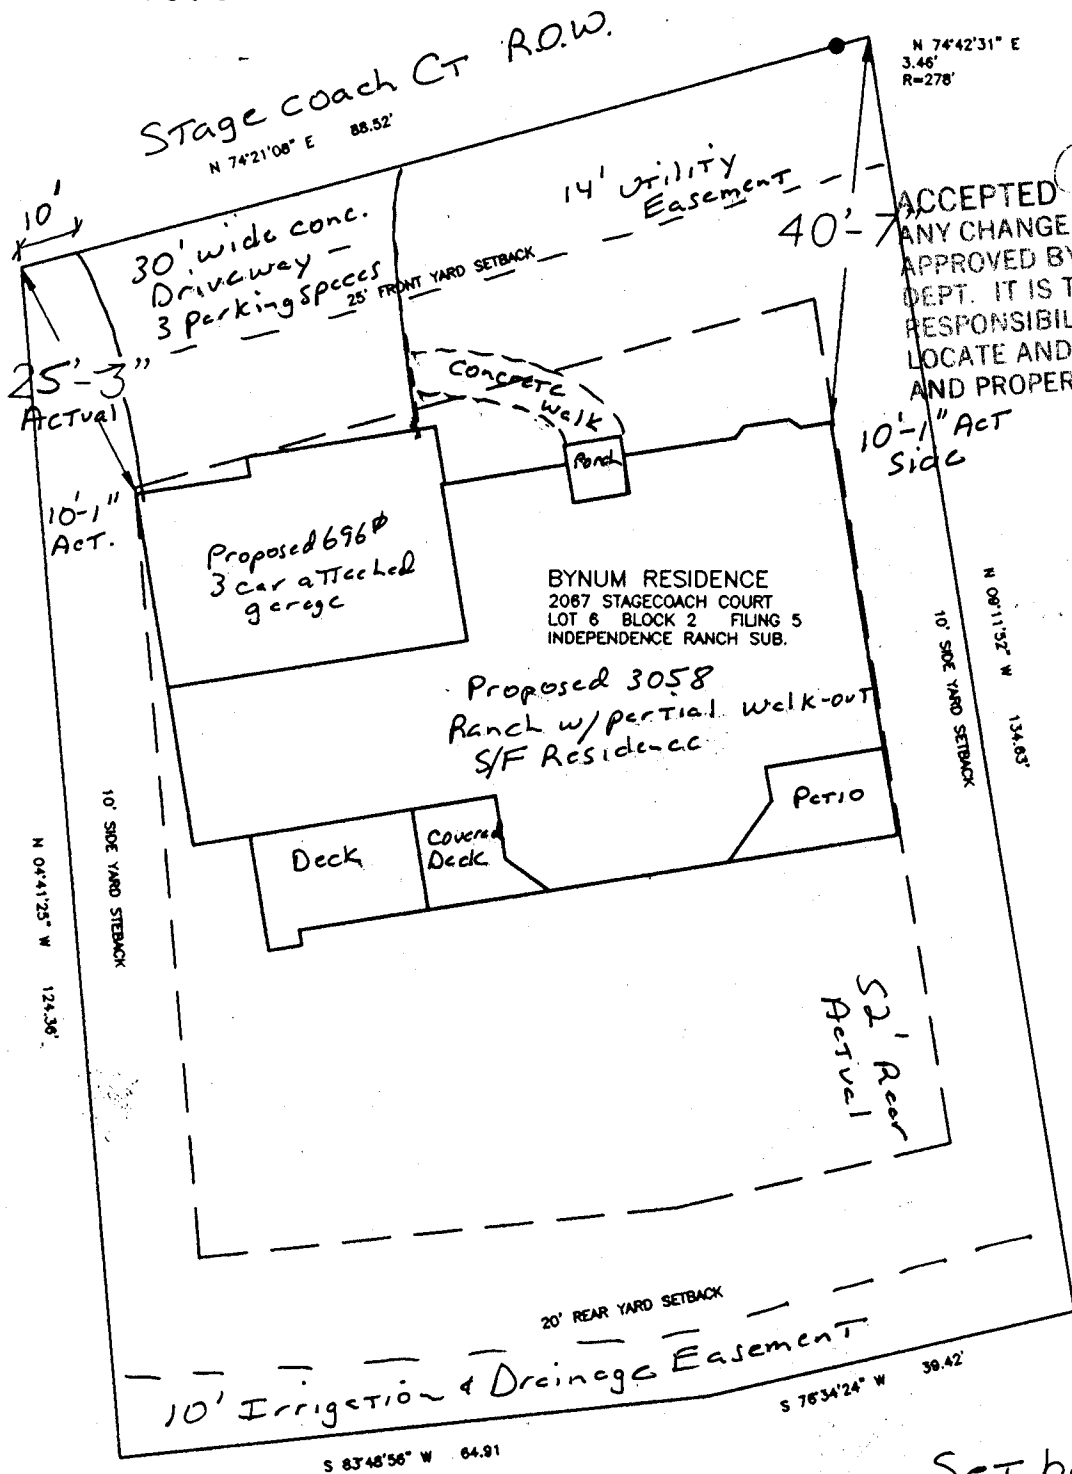 Stage coach CT R.O.W.
N 74°21'08" E 88.52'
N 74°42'31" E
3.46'
R=278'
10'
30' wide conc.
Driveway -
3 parking spaces
14' Utility
Easement
25' FRONT YARD SETBACK
40'-7"
ACCEPTED
ANY CHANGE
APPROVED BY
DEPT. IT IS T
RESPONSIBIL
LOCATE AND
AND PROPER
25'-3"
ACTUAL
Concrete
walk
Porch
10'-1" ACT
Side
10'-1"
ACT.
Proposed 696 ⌀
3 car attached
garage
BYNUM RESIDENCE
2067 STAGECOACH COURT
LOT 6 BLOCK 2 FILING 5
INDEPENDENCE RANCH SUB.
Proposed 3058
Ranch w/partial walk-out
S/F Residence
N 09°11'52" W 134.63'
10' SIDE YARD SETBACK
Patio
Covered
Deck
Deck
10' SIDE YARD STEBACK
N 04°41'25" W 124.36'
52' Rear
Actual
20' REAR YARD SETBACK
10' Irrigation & Drainage Easement
S 76°34'24" W 39.42'
S 83°48'56" W 64.91